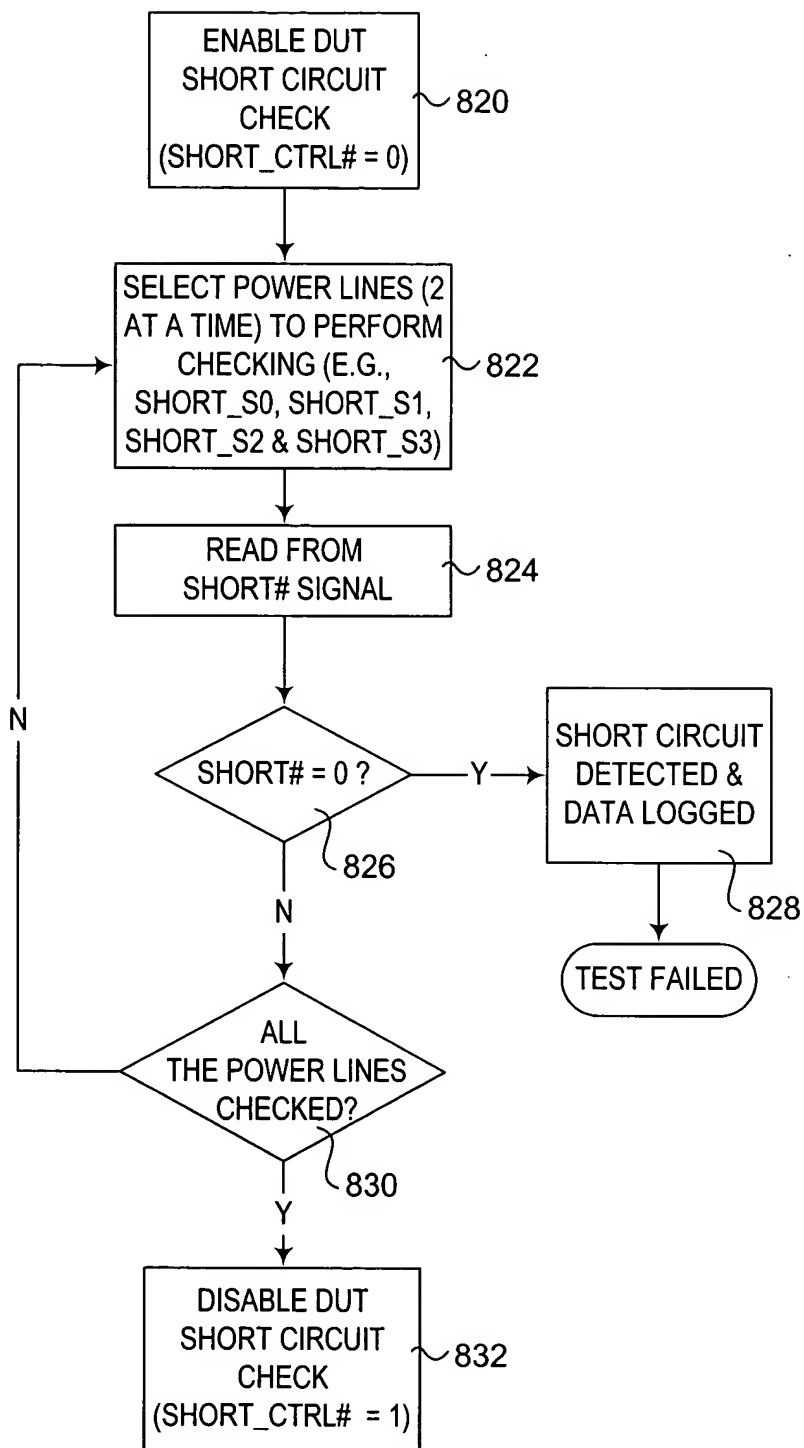 ENABLE DUT
SHORT CIRCUIT
CHECK
(SHORT_CTRL# = 0)
820
SELECT POWER LINES (2
AT A TIME) TO PERFORM
CHECKING (E.G.,
SHORT_S0, SHORT_S1,
SHORT_S2 & SHORT_S3)
822
READ FROM
SHORT# SIGNAL
824
N
SHORT# = 0 ?
826
Y
SHORT CIRCUIT
DETECTED &
DATA LOGGED
828
N
TEST FAILED
ALL
THE POWER LINES
CHECKED?
830
Y
DISABLE DUT
SHORT CIRCUIT
CHECK
(SHORT_CTRL# = 1)
832